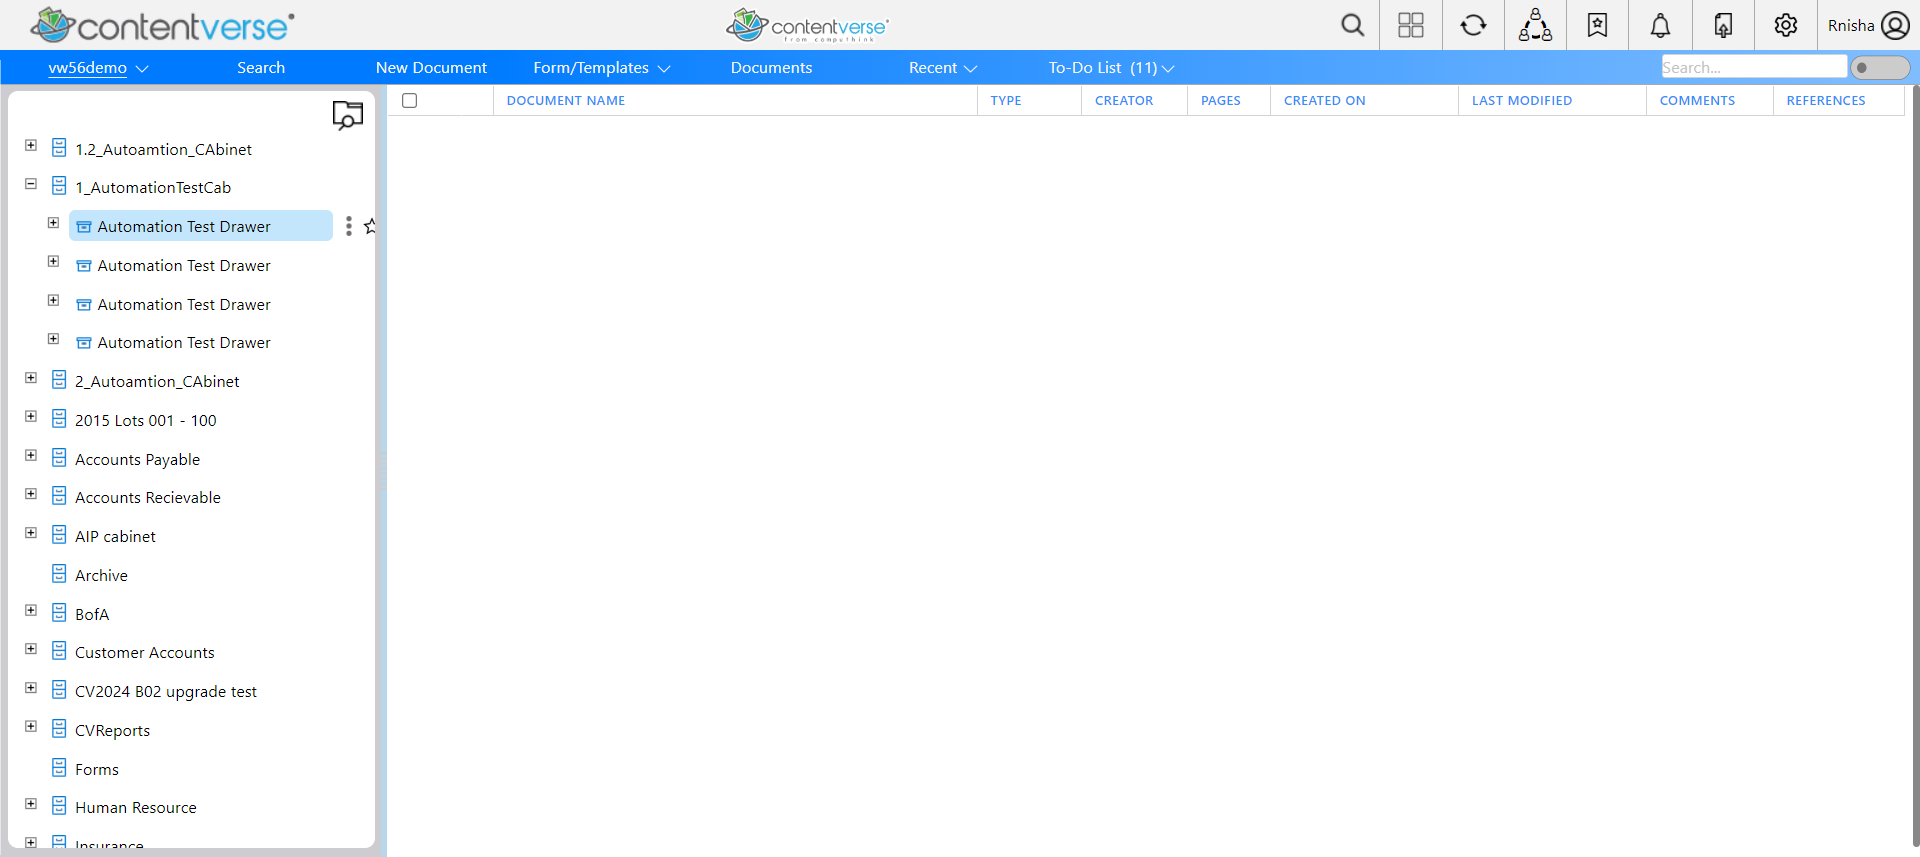 contentverse
contentverse
from computhink
Rnisha
vw56demo Search New Document Form/Templates Documents Recent To-Do List (11) Search...
DOCUMENT NAME TYPE CREATOR PAGES CREATED ON LAST MODIFIED COMMENTS REFERENCES
1.2_Autoamtion_CAbinet
1_AutomationTestCab
Automation Test Drawer
Automation Test Drawer
Automation Test Drawer
Automation Test Drawer
2_Autoamtion_CAbinet
2015 Lots 001 - 100
Accounts Payable
Accounts Recievable
AIP cabinet
Archive
BofA
Customer Accounts
CV2024 B02 upgrade test
CVReports
Forms
Human Resource
Insurance